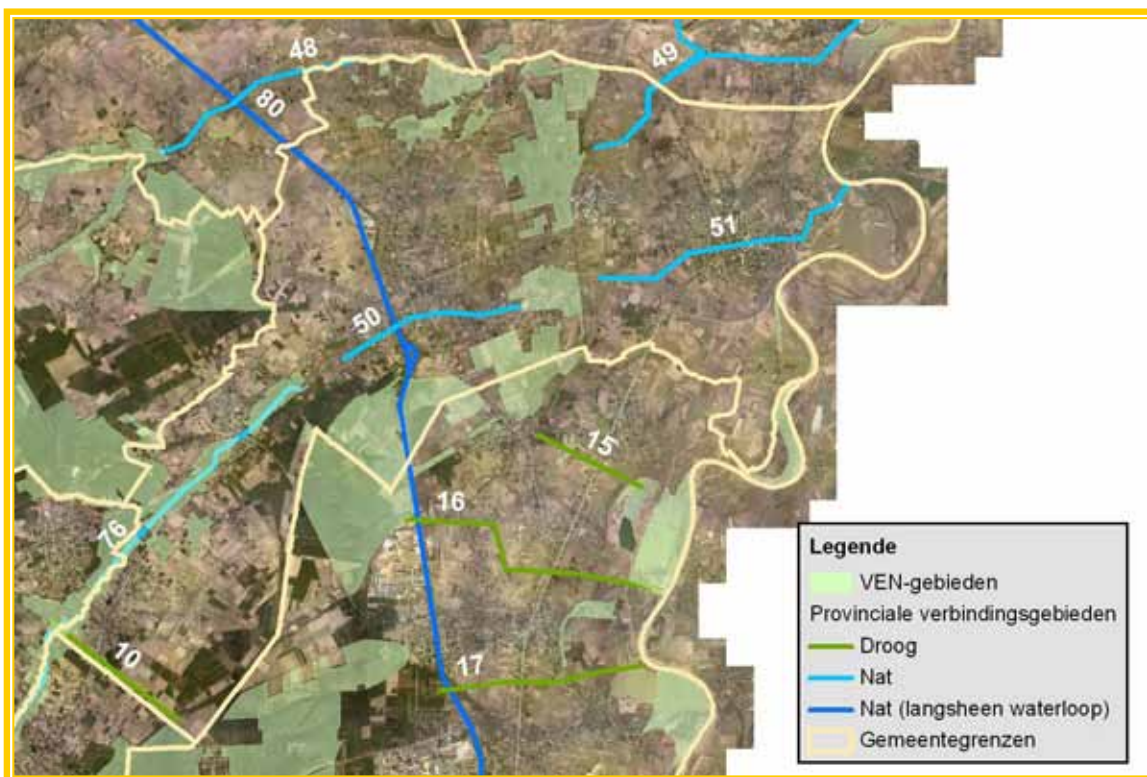 48
49
80
51
50
15
16
76
10
17
Legende
VEN-gebieden
Provinciale verbindingsgebieden
Droog
Nat
Nat (langsheen waterloop)
Gemeentegrenzen